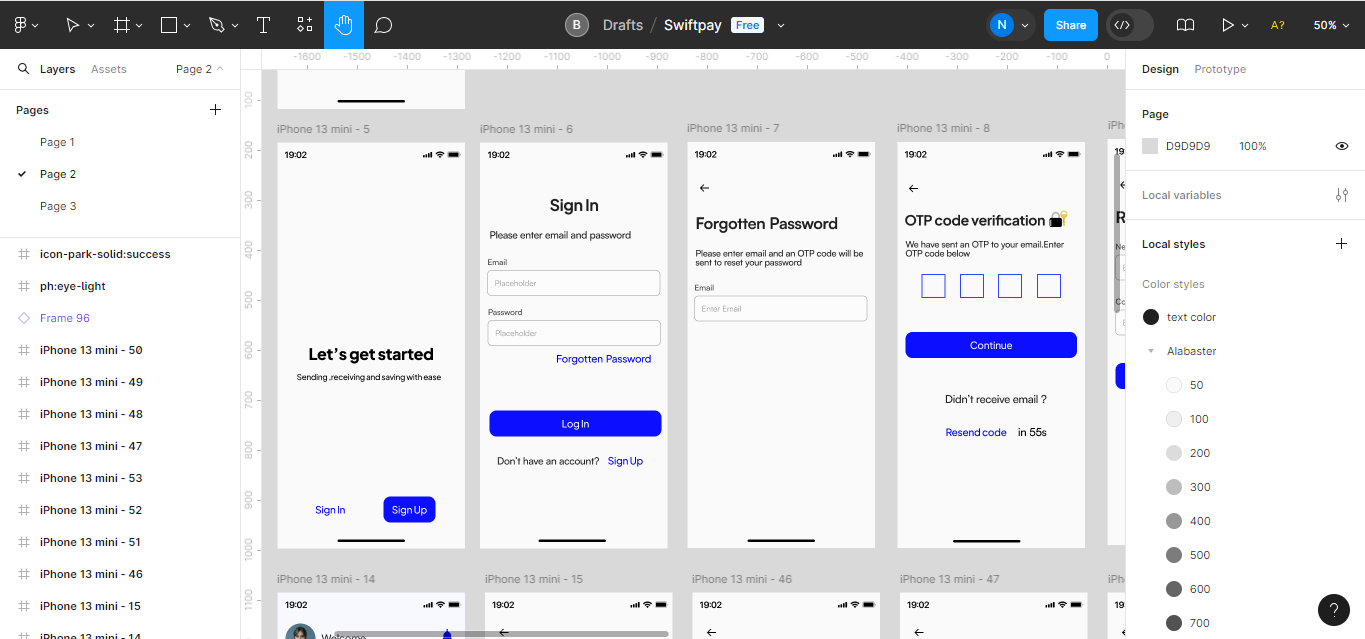 B Drafts / Swiftpay Free
N Share A? 50%
Layers Assets Page 2
Pages
Page 1
Page 2
Page 3
icon-park-solid:success
ph:eye-light
Frame 96
iPhone 13 mini - 50
iPhone 13 mini - 49
iPhone 13 mini - 48
iPhone 13 mini - 47
iPhone 13 mini - 53
iPhone 13 mini - 52
iPhone 13 mini - 51
iPhone 13 mini - 46
iPhone 13 mini - 15
iPhone 13 mini - 14
-1600 -1500 -1400 -1300 -1200 -1100 -1000 -900 -800 -700 -600 -500 -400 -300 -200 -100 0
100
200
300
400
500
600
700
800
900
1000
1100
iPhone 13 mini - 5
19:02
Let's get started
Sending ,receiving and saving with ease
Sign In
Sign Up
iPhone 13 mini - 6
19:02
Sign In
Please enter email and password
Email
Placeholder
Password
Placeholder
Forgotten Password
Log In
Don't have an account? Sign Up
iPhone 13 mini - 7
19:02
Forgotten Password
Please enter email and an OTP code will be
sent to reset your password
Email
Enter Email
iPhone 13 mini - 8
19:02
OTP code verification
We have sent an OTP to your email.Enter
OTP code below
Continue
Didn't receive email ?
Resend code in 55s
iPhone 13 mini - 14
19:02
Welcome
iPhone 13 mini - 15
19:02
iPhone 13 mini - 46
19:02
iPhone 13 mini - 47
19:02
Design Prototype
Page
D9D9D9 100%
Local variables
Local styles
Color styles
text color
Alabaster
50
100
200
300
400
500
600
700
?